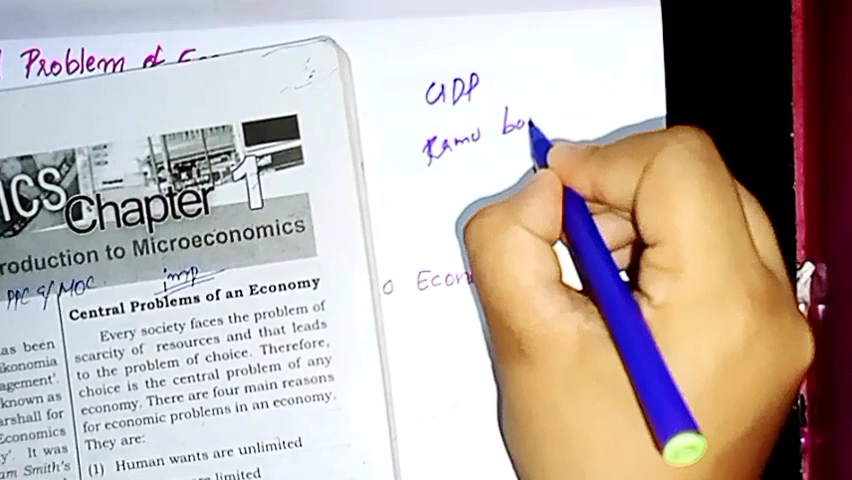 Problem of
GDP
Ramu bo
ICS Chapter 1
roduction to Microeconomics
PPC & MOC imp
Central Problems of an Economy
Every society faces the problem of
scarcity of resources and that leads
to the problem of choice. Therefore,
choice is the central problem of any
economy. There are four main reasons
for economic problems in an economy.
They are:
(1) Human wants are unlimited
limited
as been
ikonomia
agement'.
known as
arshall for
Economics
y'. It was
am Smith's
o Econ